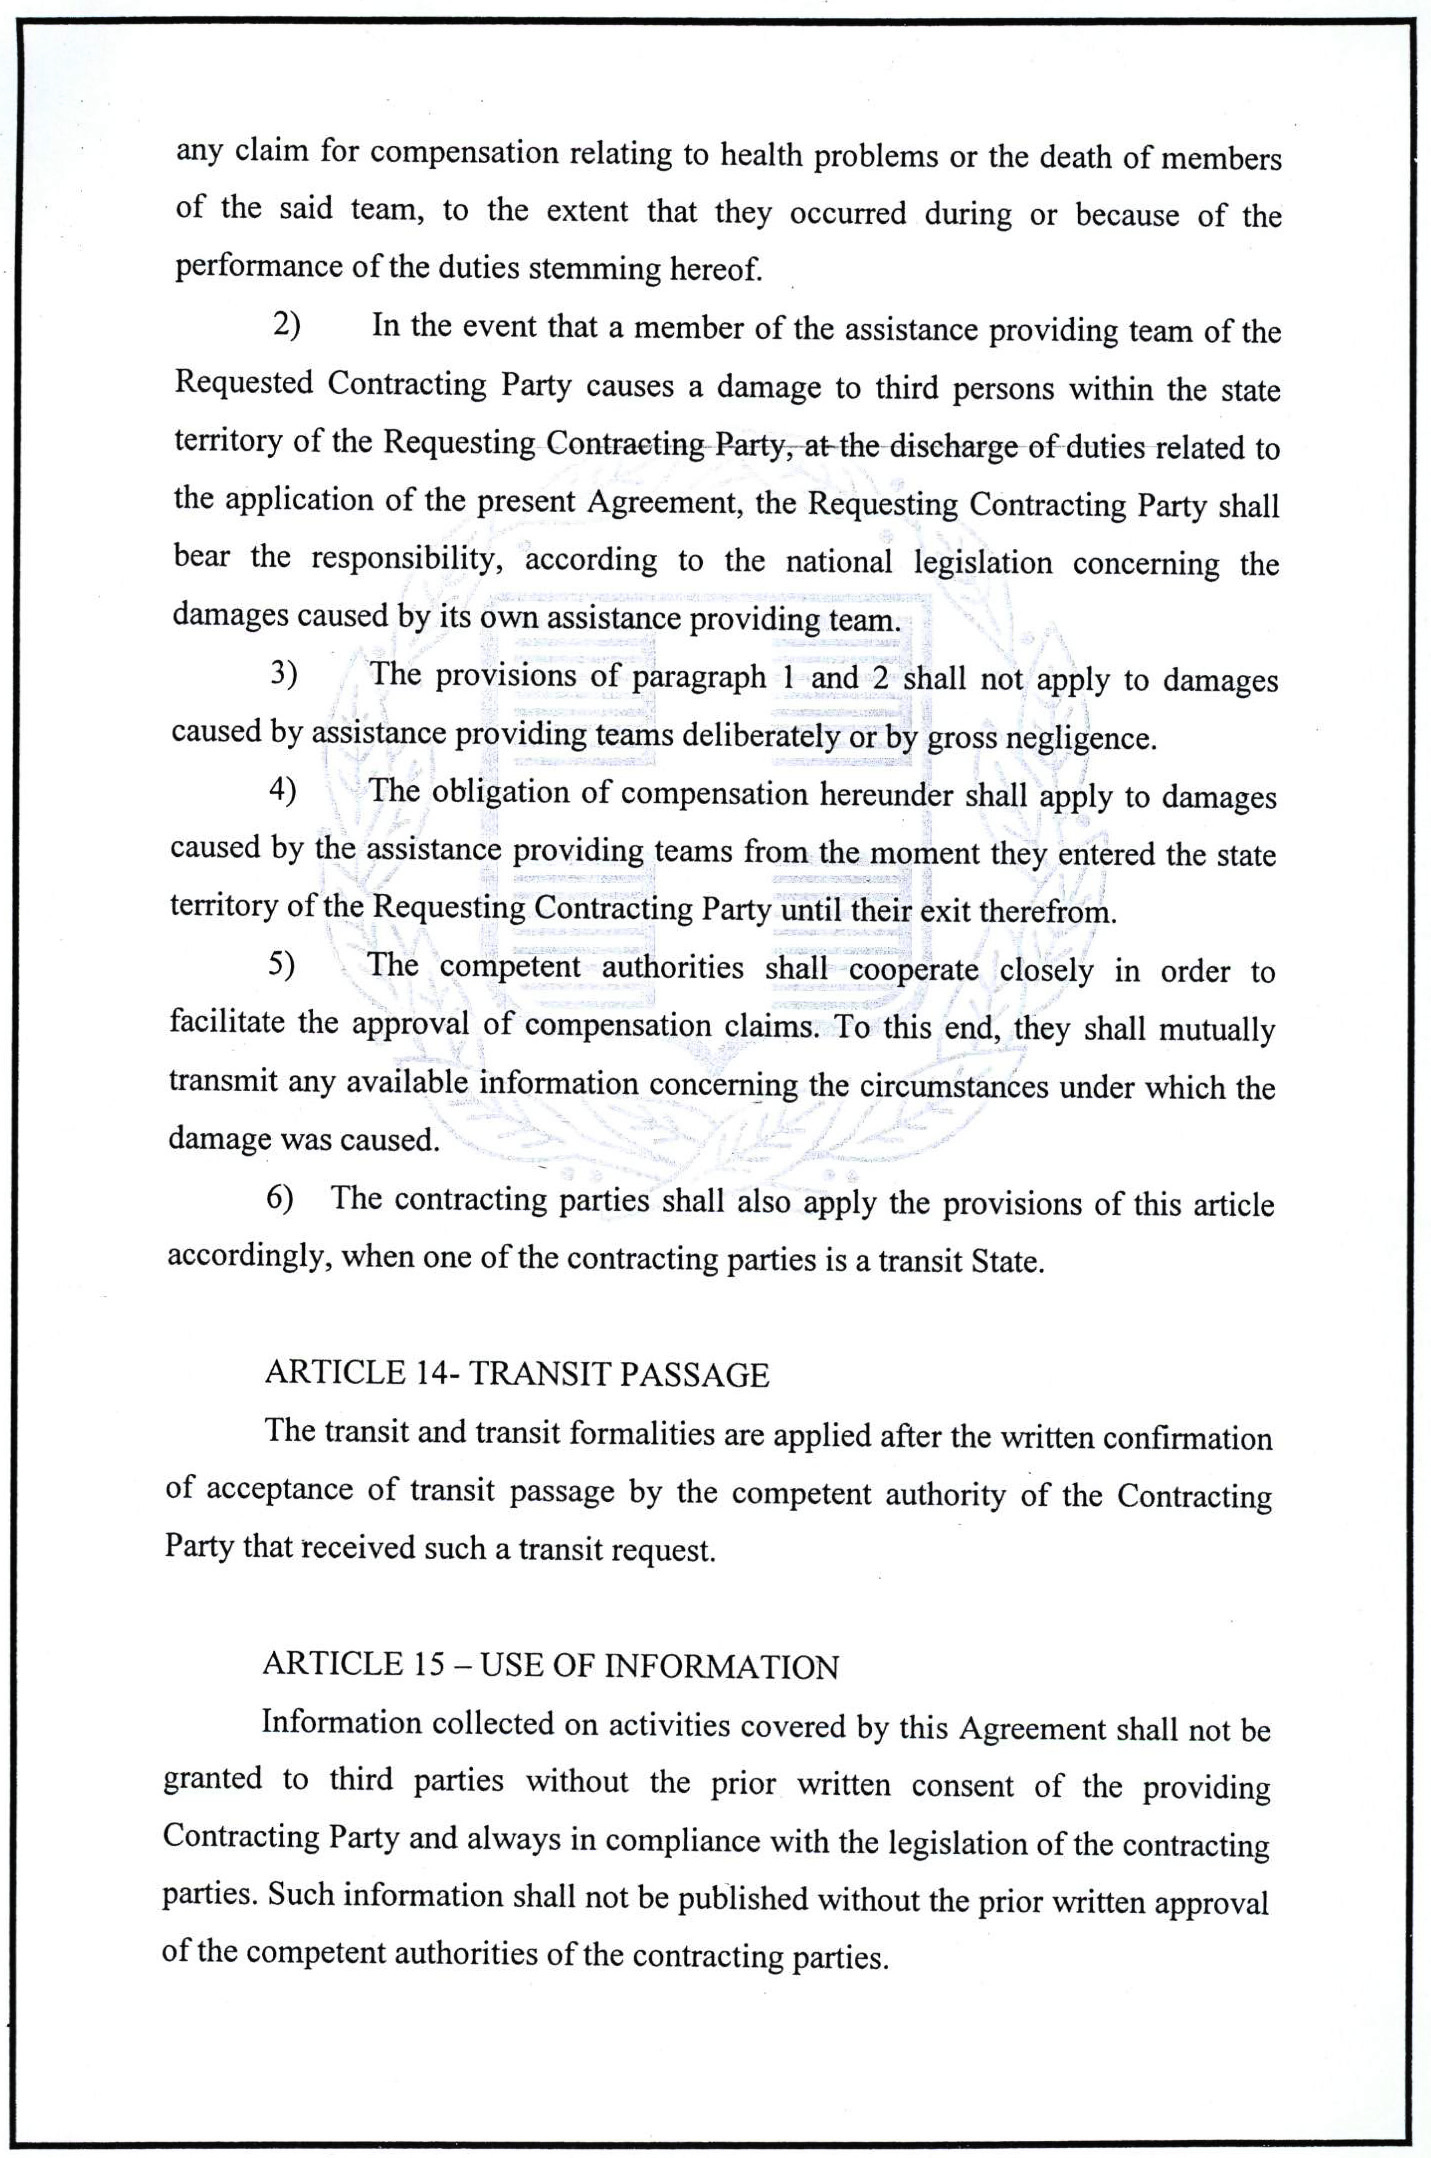 any claim for compensation relating to health problems or the death of members
of the said team, to the extent that they occurred during or because of the
performance of the duties stemming hereof.
2) In the event that a member of the assistance providing team of the
Requested Contracting Party causes a damage to third persons within the state
territory of the Requesting Contracting Party, at the discharge of duties related to
the application of the present Agreement, the Requesting Contracting Party shall
bear the responsibility, according to the national legislation concerning the
damages caused by its own assistance providing team.
3) The provisions of paragraph 1 and 2 shall not apply to damages
caused by assistance providing teams deliberately or by gross negligence.
4) The obligation of compensation hereunder shall apply to damages
caused by the assistance providing teams from the moment they entered the state
territory of the Requesting Contracting Party until their exit therefrom.
5) The competent authorities shall cooperate closely in order to
facilitate the approval of compensation claims. To this end, they shall mutually
transmit any available information concerning the circumstances under which the
damage was caused.
6) The contracting parties shall also apply the provisions of this article
accordingly, when one of the contracting parties is a transit State.
ARTICLE 14- TRANSIT PASSAGE
The transit and transit formalities are applied after the written confirmation
of acceptance of transit passage by the competent authority of the Contracting
Party that received such a transit request.
ARTICLE 15 – USE OF INFORMATION
Information collected on activities covered by this Agreement shall not be
granted to third parties without the prior written consent of the providing
Contracting Party and always in compliance with the legislation of the contracting
parties. Such information shall not be published without the prior written approval
of the competent authorities of the contracting parties.